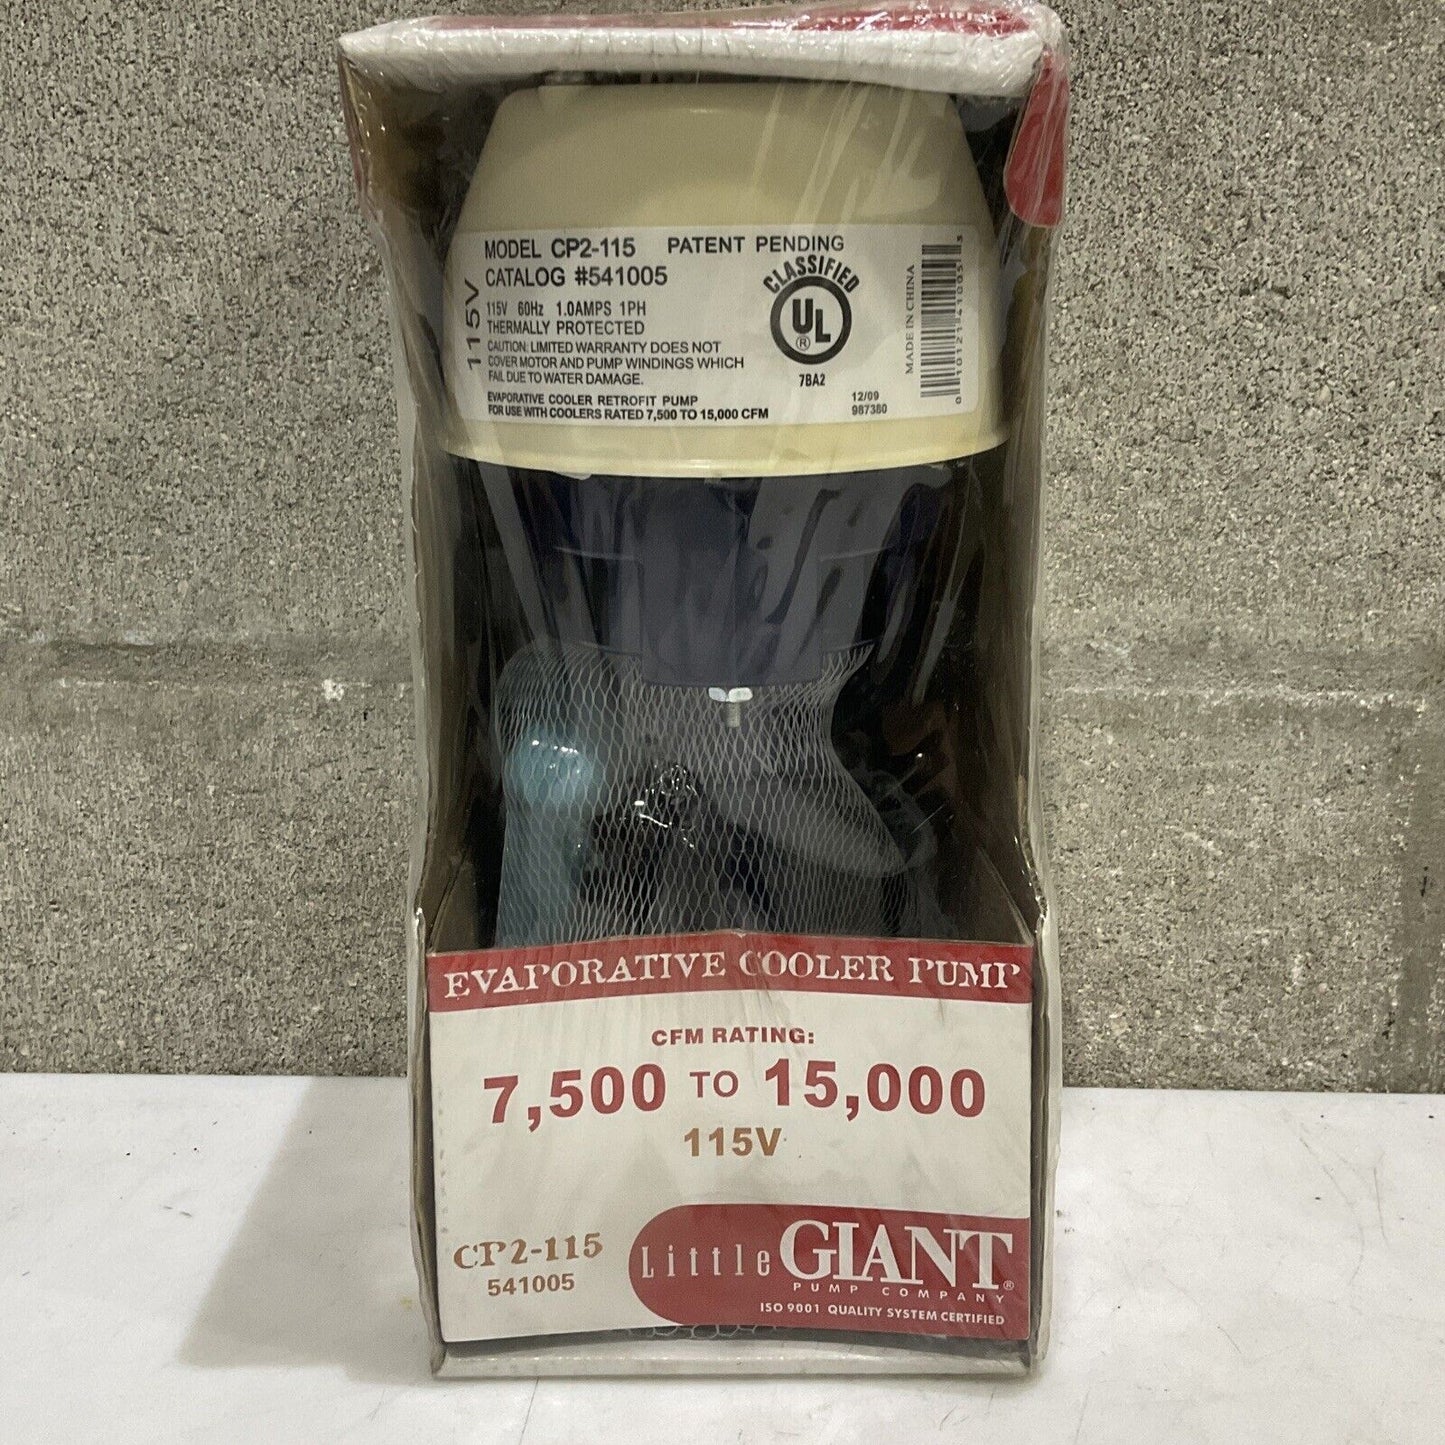 CERTIFIED
MODEL CP2-115 PATENT PENDING
CATALOG #541005
115V
115V 60Hz 1.0AMPS 1PH
THERMALLY PROTECTED
CAUTION: LIMITED WARRANTY DOES NOT
COVER MOTOR AND PUMP WINDINGS WHICH
FAIL DUE TO WATER DAMAGE.
EVAPORATIVE COOLER RETROFIT PUMP
FOR USE WITH COOLERS RATED 7,500 TO 15,000 CFM
CLASSIFIED
UL
®
7BA2
12/09
987380
MADE IN CHINA
EVAPORATIVE COOLER PUMP
CFM RATING:
7,500 TO 15,000
115V
CP2-115
541005
Little GIANT®
PUMP COMPANY
ISO 9001 QUALITY SYSTEM CERTIFIED